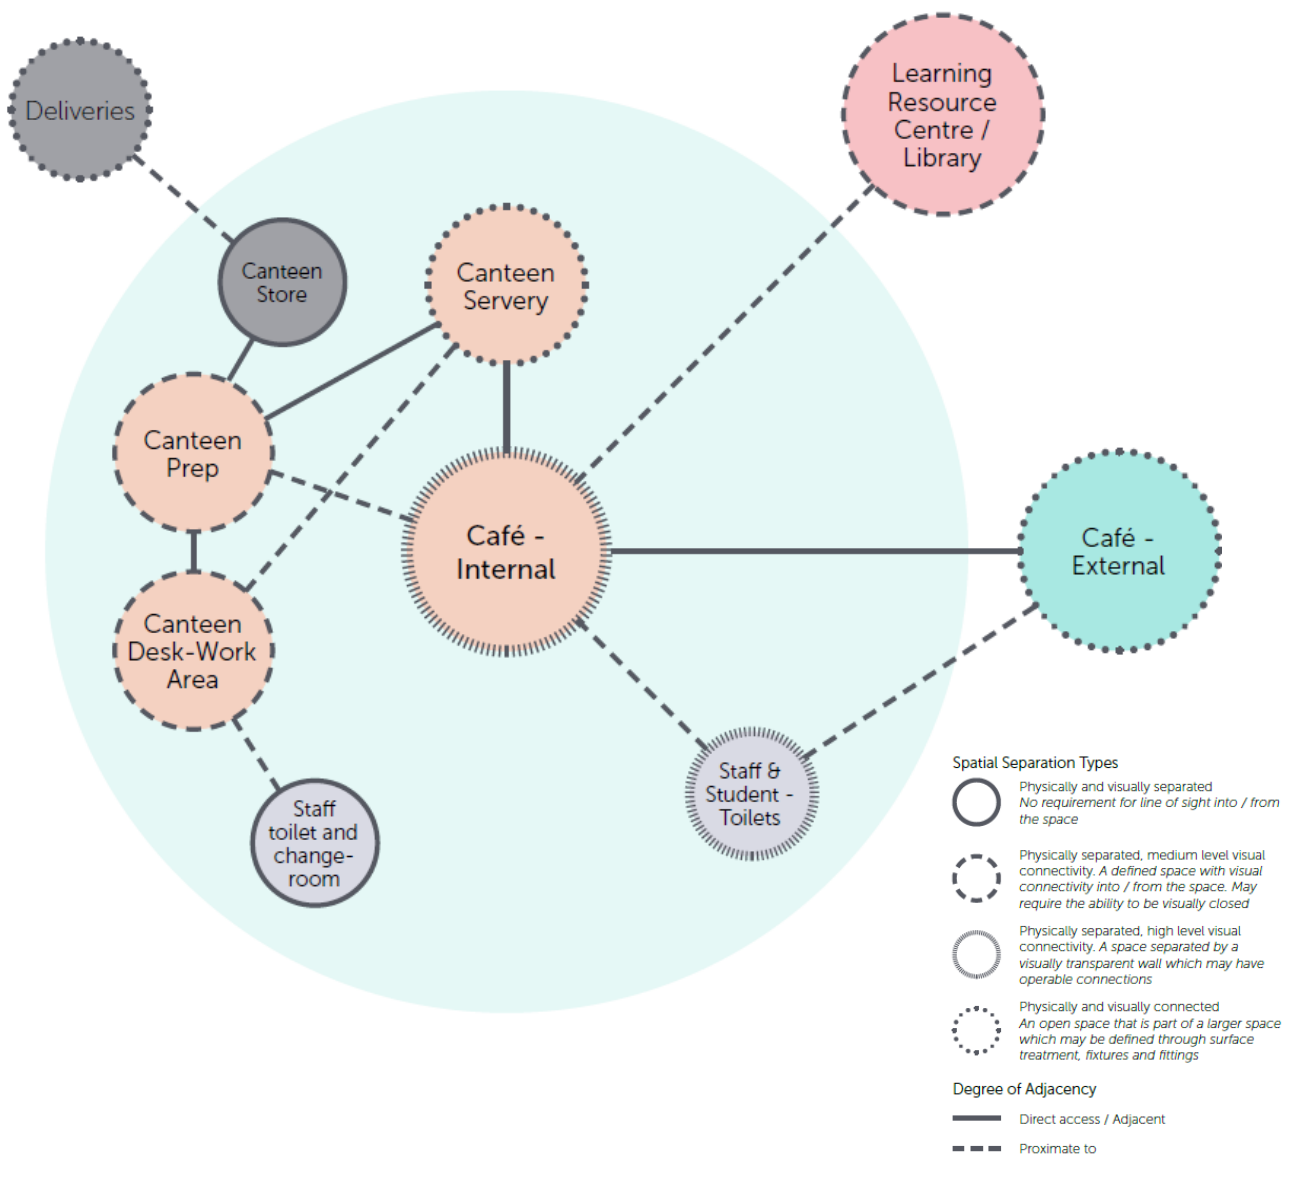 Deliveries
Learning
Resource
Centre /
Library
Canteen
Store
Canteen
Servery
Canteen
Prep
Café -
Internal
Café -
External
Canteen
Desk-Work
Area
Staff
toilet and
change-
room
Staff &
Student -
Toilets
Spatial Separation Types
Physically and visually separated
No requirement for line of sight into / from
the space
Physically separated, medium level visual
connectivity. A defined space with visual
connectivity into / from the space. May
require the ability to be visually closed
Physically separated, high level visual
connectivity. A space separated by a
visually transparent wall which may have
operable connections
Physically and visually connected
An open space that is part of a larger space
which may be defined through surface
treatment, fixtures and fittings
Degree of Adjacency
Direct access / Adjacent
Proximate to